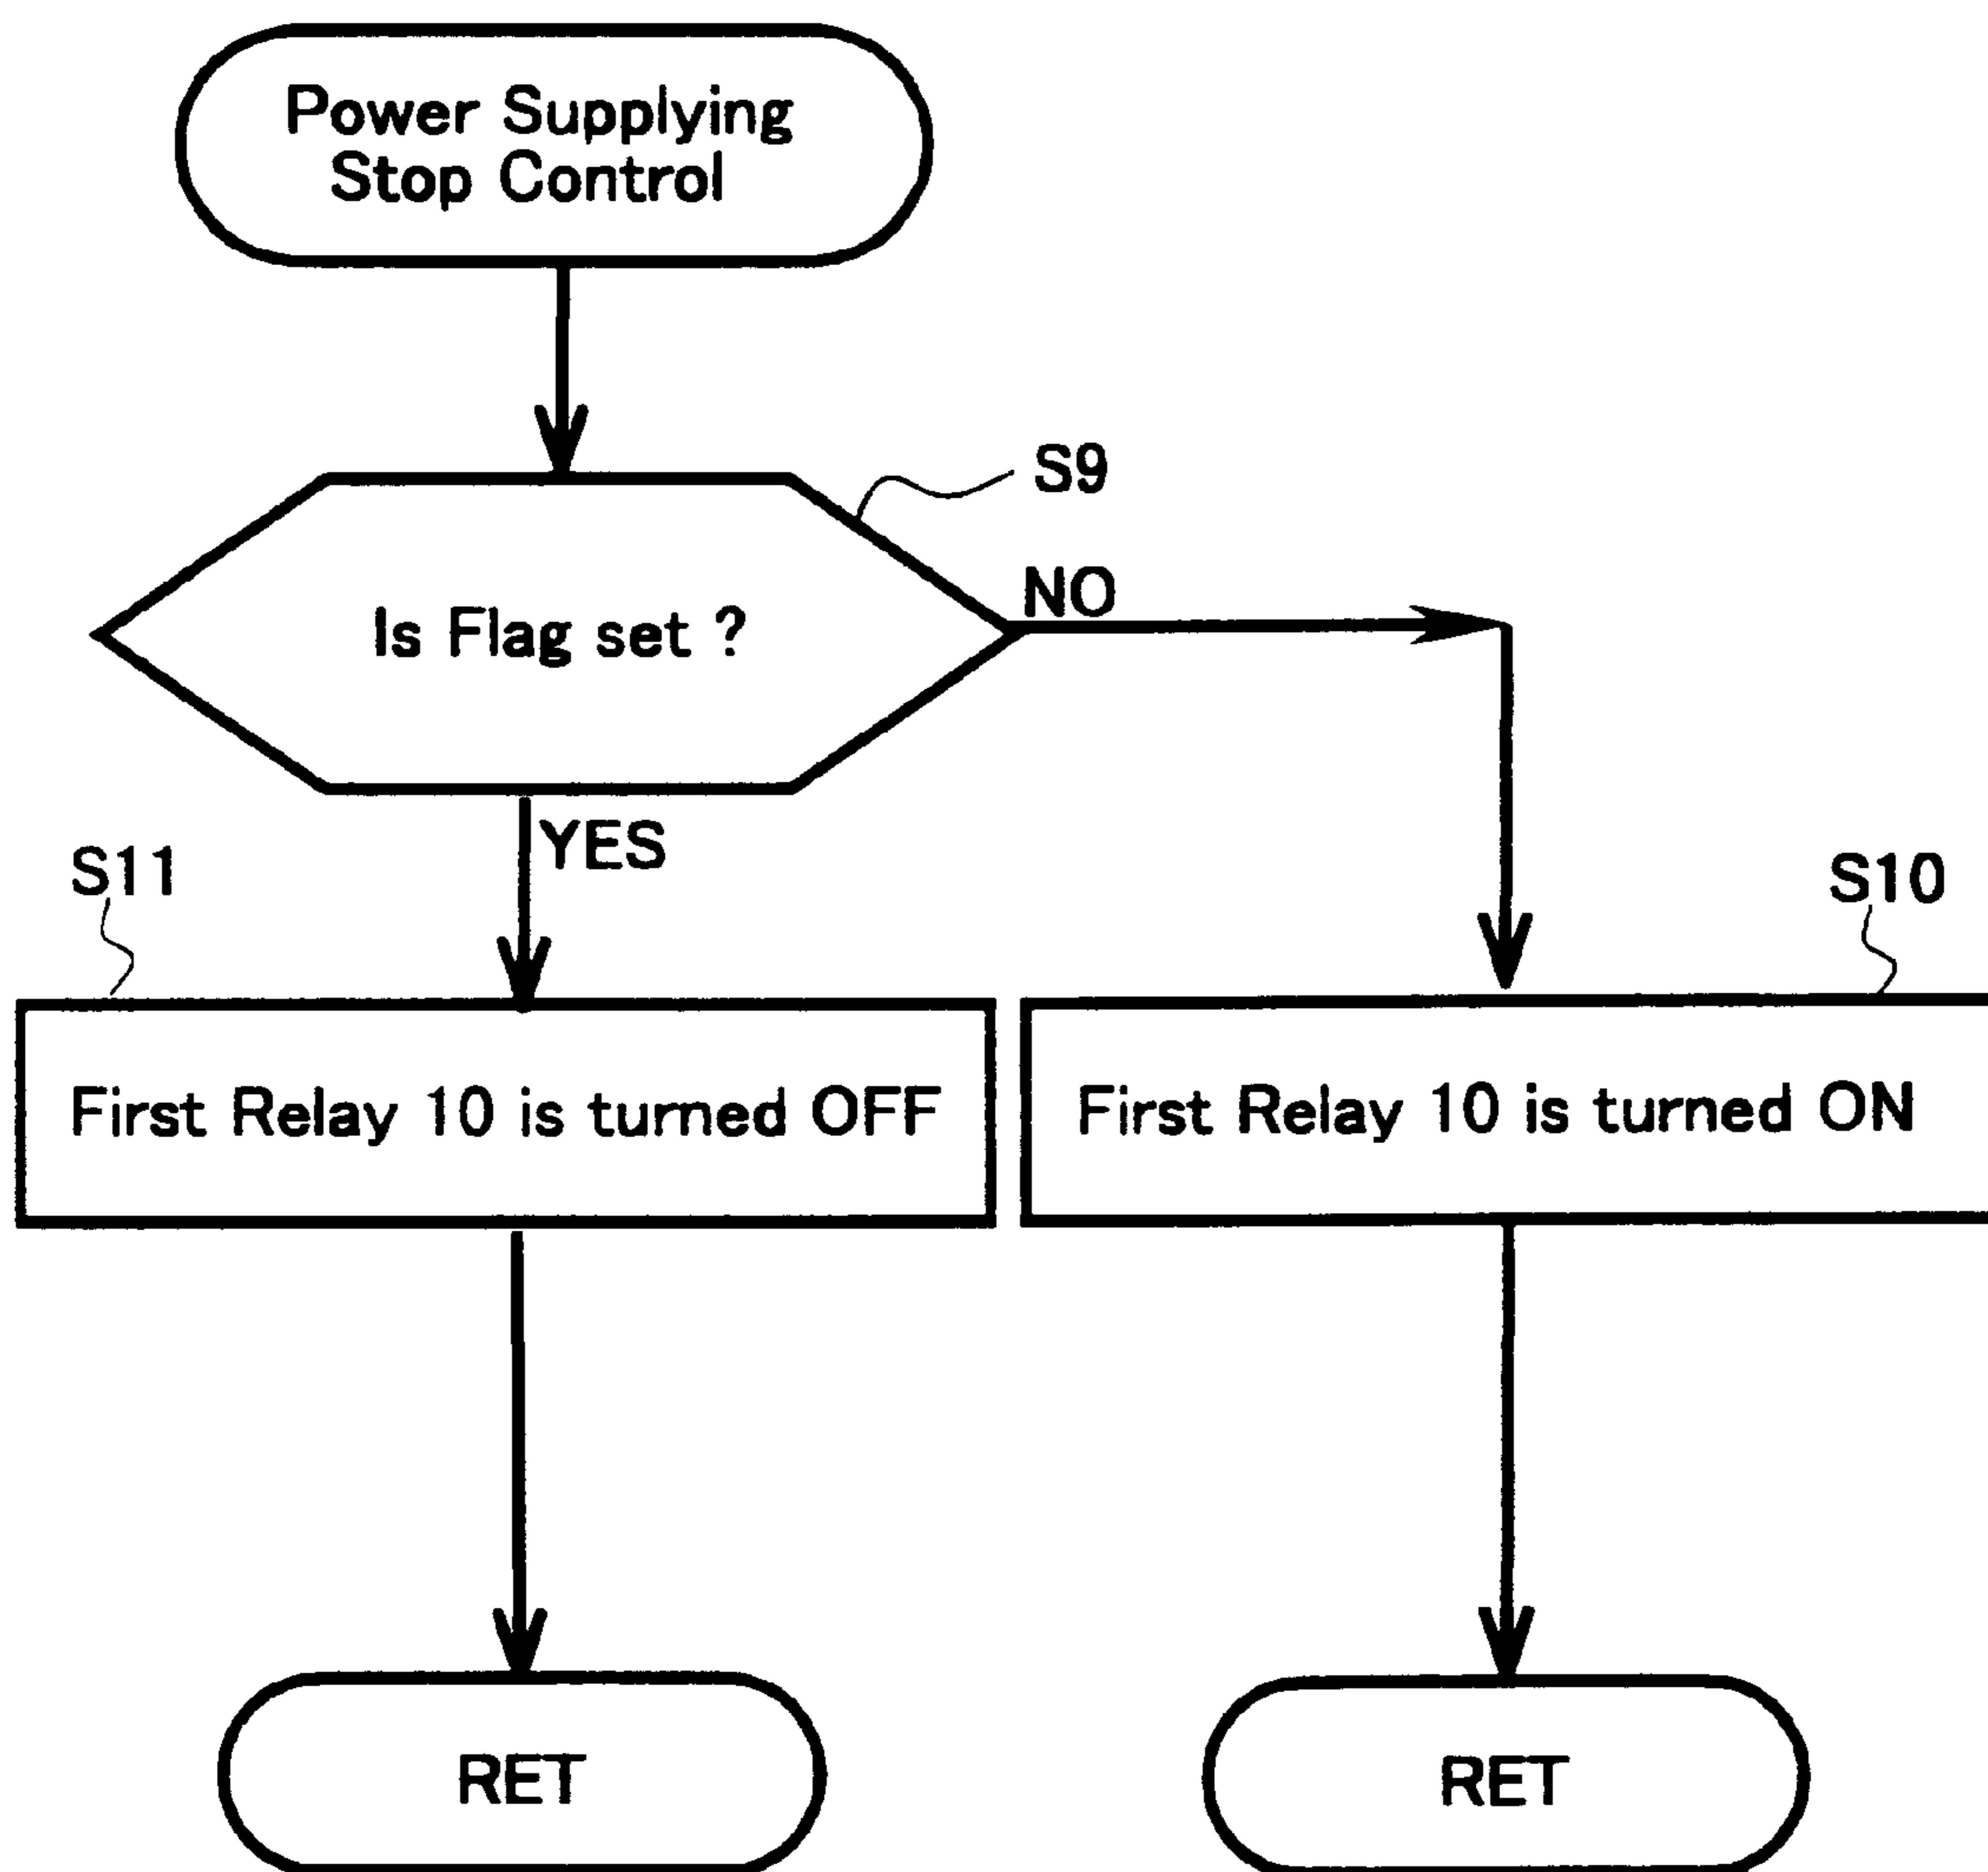 Power Supplying
Stop Control
S9
NO
Is Flag set ?
YES
S11
S10
First Relay 10 is turned OFF
First Relay 10 is turned ON
RET
RET